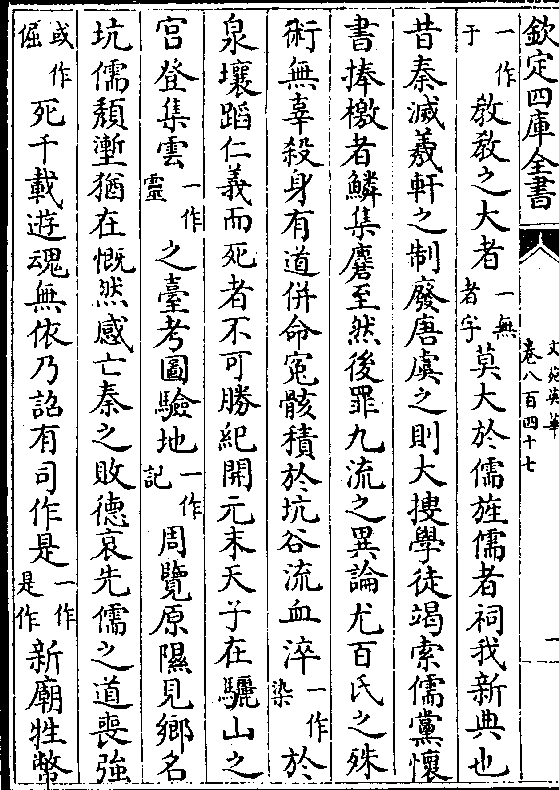 欽定四庫全書
文苑英華
卷八百四十七
一
一作于教教之大者一無者字莫大於儒旌儒者祠我新典也
昔秦滅羲軒之制廢唐虞之則大搜學徒竭索儒黨懷
書捧檄者鱗集麏至然後罪九流之異論尤百氏之殊
術無辜殺身有道併命寃骸積於坑谷流血淬一作染於
泉壤蹈仁義而死者不可勝紀開元末天子在驪山之
宮登集雲一作靈之臺考圖驗地一作記周覽原隰見鄉名
坑儒頹塹猶在慨然感亡秦之敗德哀先儒之道喪強
或作倔死千載遊魂無依乃詔有司作是一作是作新廟牲幣